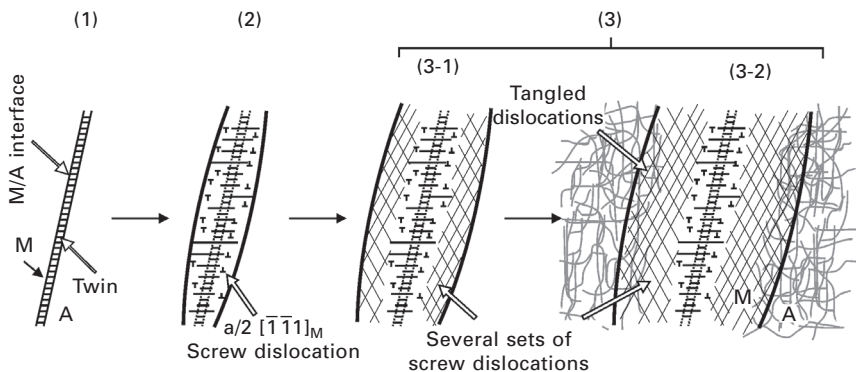 (1)
(2)
(3)
(3-1)
(3-2)
M/A interface
M
A
Twin
a/2 [1̅ 1̅ 1]M
Screw dislocation
Tangled
dislocations
Several sets of
screw dislocations
M
A